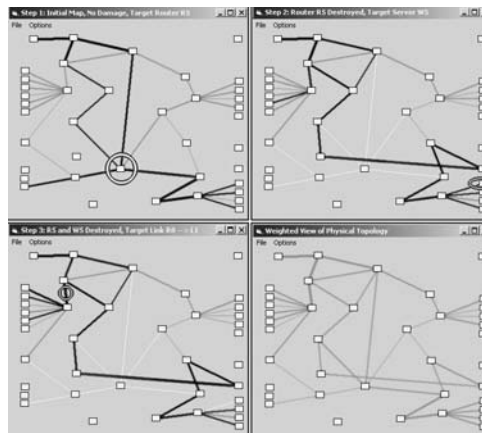 Step 1: Initial Map, No Damage, Target Router R5
File Options
Step 2: Router R5 Destroyed, Target Server W5
File Options
Step 3: R5 and W5 Destroyed, Target Link R0 --> L1
File Options
Weighted View of Physical Topology
File Options